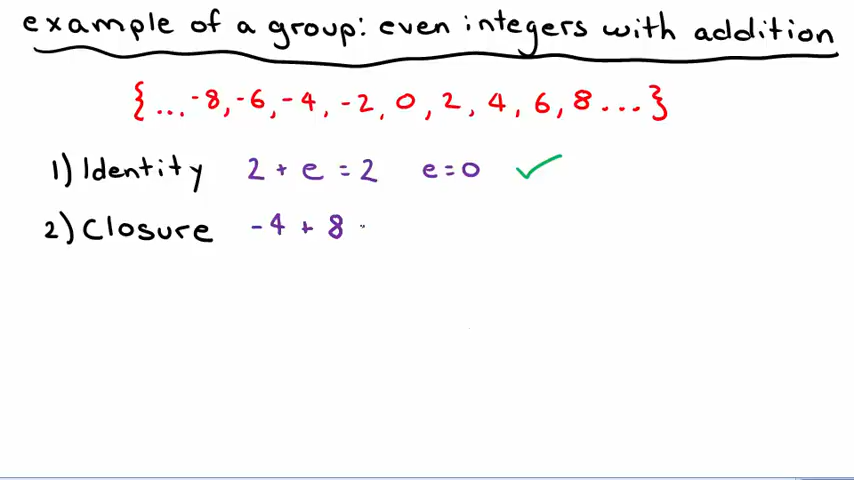 example of a group: even integers with addition
{...-8, -6, -4, -2, 0, 2, 4, 6, 8...}
1) Identity 2 + e = 2 e = 0 ✓
2) Closure -4 + 8